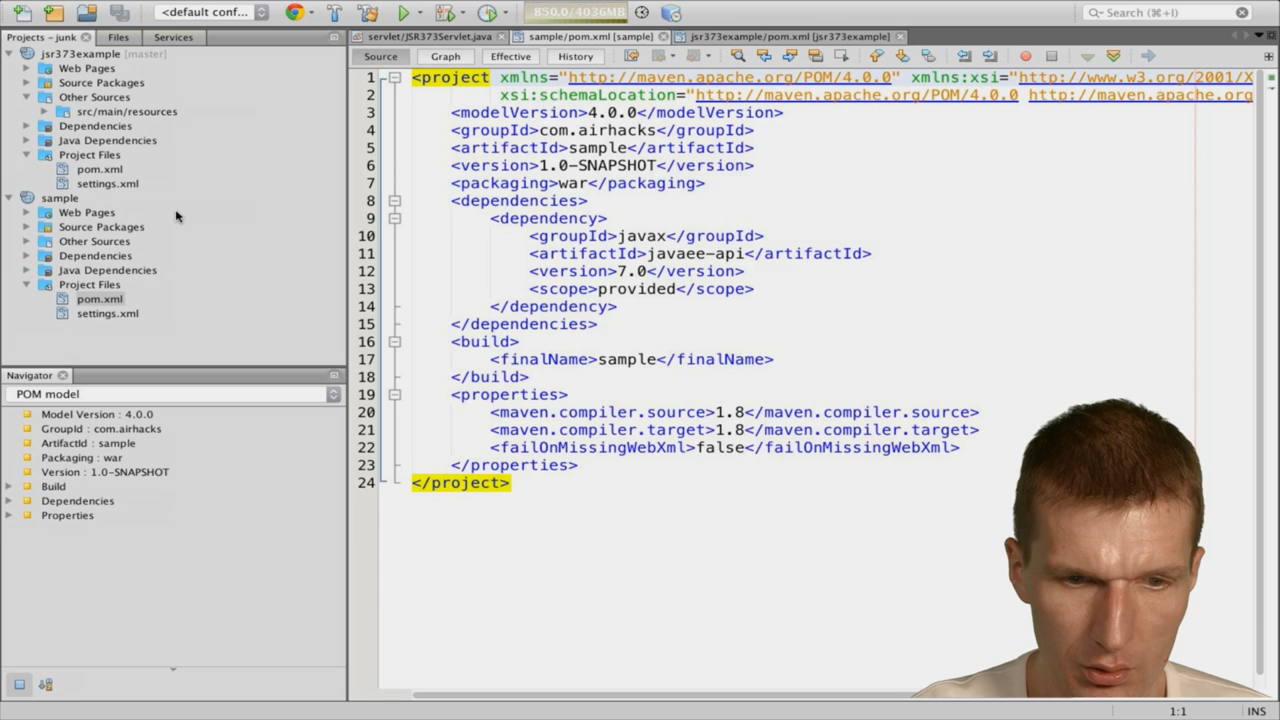 <default conf...
850.0/4036MB
Search (⌘+I)
Projects - junk
Files
Services
jsr373example [master]
Web Pages
Source Packages
Other Sources
src/main/resources
Dependencies
Java Dependencies
Project Files
pom.xml
settings.xml
sample
Web Pages
Source Packages
Other Sources
Dependencies
Java Dependencies
Project Files
pom.xml
settings.xml
Navigator
POM model
Model Version : 4.0.0
GroupId : com.airhacks
ArtifactId : sample
Packaging : war
Version : 1.0-SNAPSHOT
Build
Dependencies
Properties
servlet/JSR373Servlet.java
sample/pom.xml [sample]
jsr373example/pom.xml [jsr373example]
Source
Graph
Effective
History
1 <project xmlns="http://maven.apache.org/POM/4.0.0" xmlns:xsi="http://www.w3.org/2001/X
2 xsi:schemaLocation="http://maven.apache.org/POM/4.0.0 http://maven.apache.org
3 <modelVersion>4.0.0</modelVersion>
4 <groupId>com.airhacks</groupId>
5 <artifactId>sample</artifactId>
6 <version>1.0-SNAPSHOT</version>
7 <packaging>war</packaging>
8 <dependencies>
9 <dependency>
10 <groupId>javax</groupId>
11 <artifactId>javaee-api</artifactId>
12 <version>7.0</version>
13 <scope>provided</scope>
14 </dependency>
15 </dependencies>
16 <build>
17 <finalName>sample</finalName>
18 </build>
19 <properties>
20 <maven.compiler.source>1.8</maven.compiler.source>
21 <maven.compiler.target>1.8</maven.compiler.target>
22 <failOnMissingWebXml>false</failOnMissingWebXml>
23 </properties>
24 </project>
1:1
INS